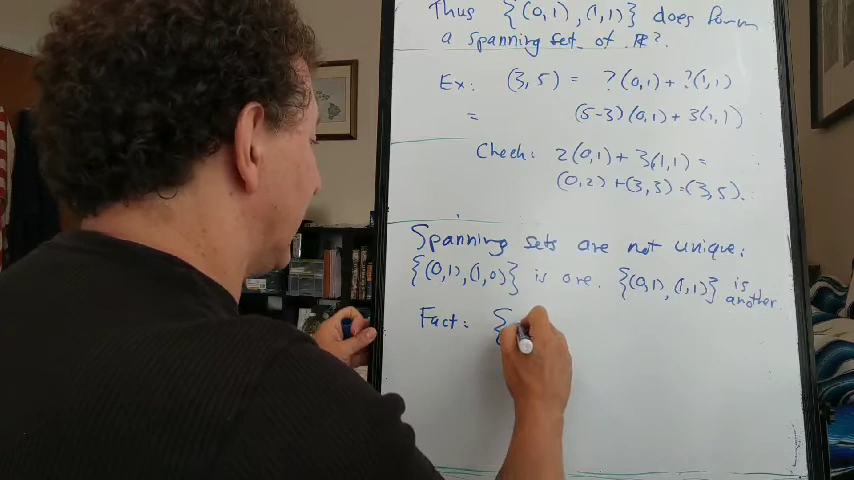 Thus {(0,1), (1,1)} does form
a spanning set of ℝ².
Ex: (3,5) = ?(0,1) + ?(1,1)
= (5-3)(0,1) + 3(1,1)
Check: 2(0,1) + 3(1,1) =
(0,2) + (3,3) = (3,5).
Spanning sets are not unique:
{(0,1), (1,0)} is one. {(0,1), (1,1)} is
another
Fact: {